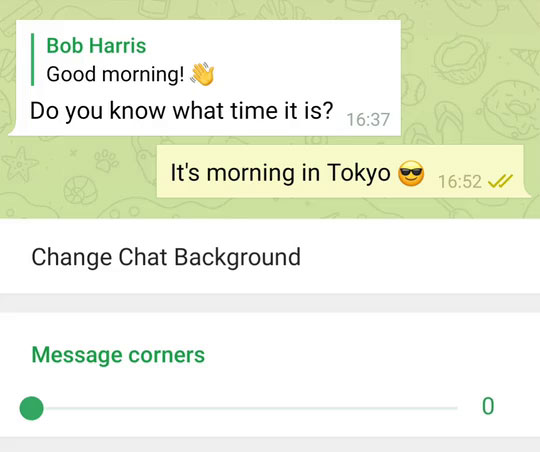 Bob Harris
Good morning! 👋
Do you know what time it is? 16:37
It's morning in Tokyo 😎 16:52
Change Chat Background
Message corners
0